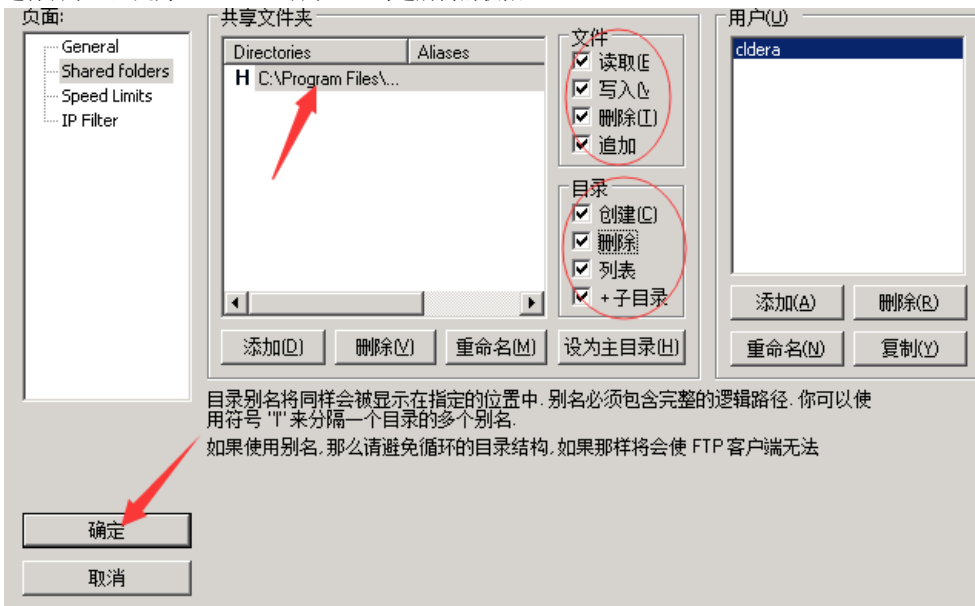 页面:
General
Shared folders
Speed Limits
IP Filter
共享文件夹
Directories
Aliases
H C:\Program Files\...
文件
读取(E
写入(
删除(T)
追加
目录
创建(C)
删除
列表
+子目录
添加(D)
删除(V)
重命名(M)
设为主目录(H)
用户(U)
cldera
添加(A)
删除(R)
重命名(N)
复制(Y)
目录别名将同样会被显示在指定的位置中. 别名必须包含完整的逻辑路径. 你可以使
用符号 "|" 来分隔一个目录的多个别名.
如果使用别名, 那么请避免循环的目录结构, 如果那样将会使 FTP 客户端无法
确定
取消